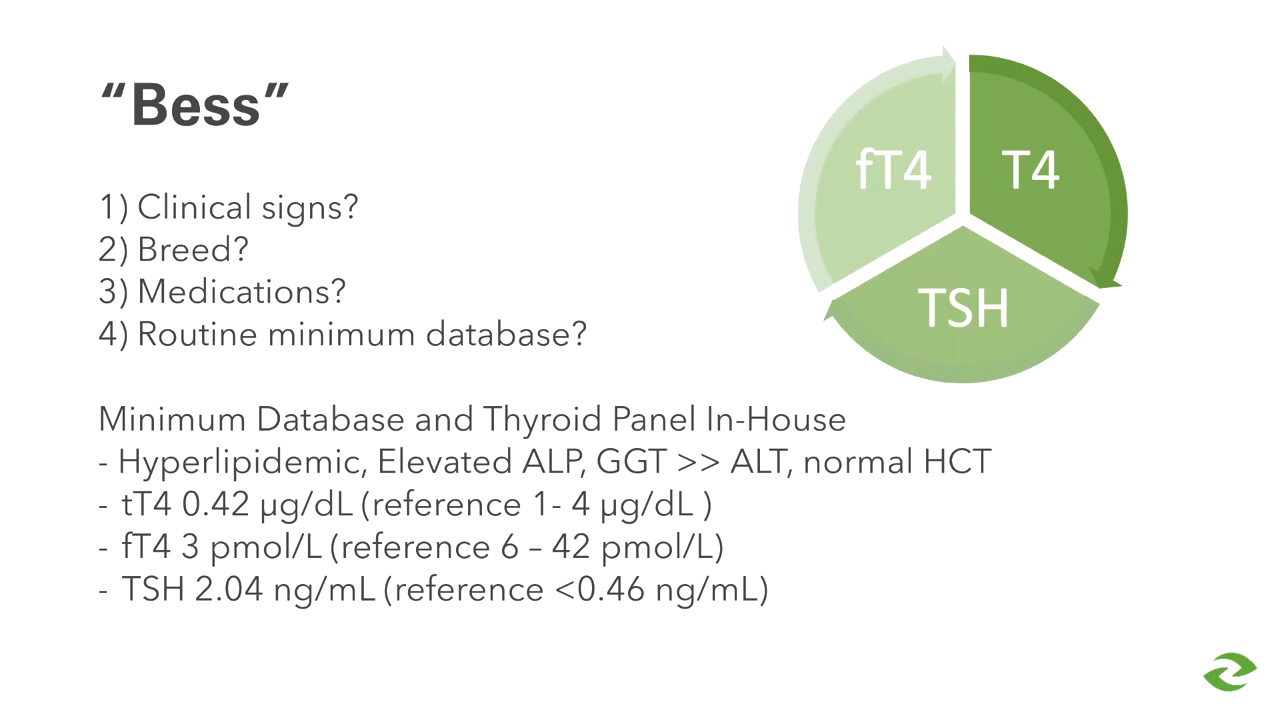 “Bess”
1) Clinical signs?
2) Breed?
3) Medications?
4) Routine minimum database?
fT4
T4
TSH
Minimum Database and Thyroid Panel In-House
- Hyperlipidemic, Elevated ALP, GGT >> ALT, normal HCT
- tT4 0.42 µg/dL (reference 1- 4 µg/dL )
- fT4 3 pmol/L (reference 6 – 42 pmol/L)
- TSH 2.04 ng/mL (reference <0.46 ng/mL)